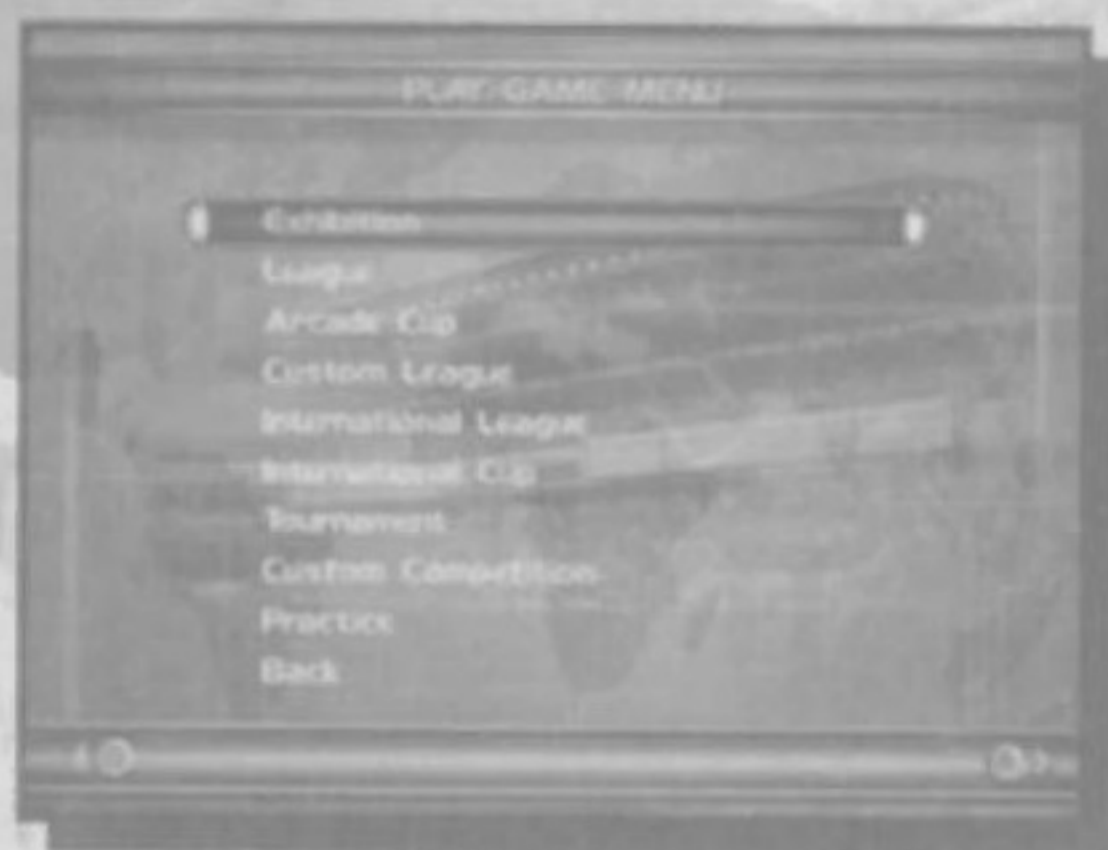 PLAY GAME MENU
Exhibition
League
Arcade Cup
Custom League
International League
International Cup
Tournament
Custom Competition
Practice
Back